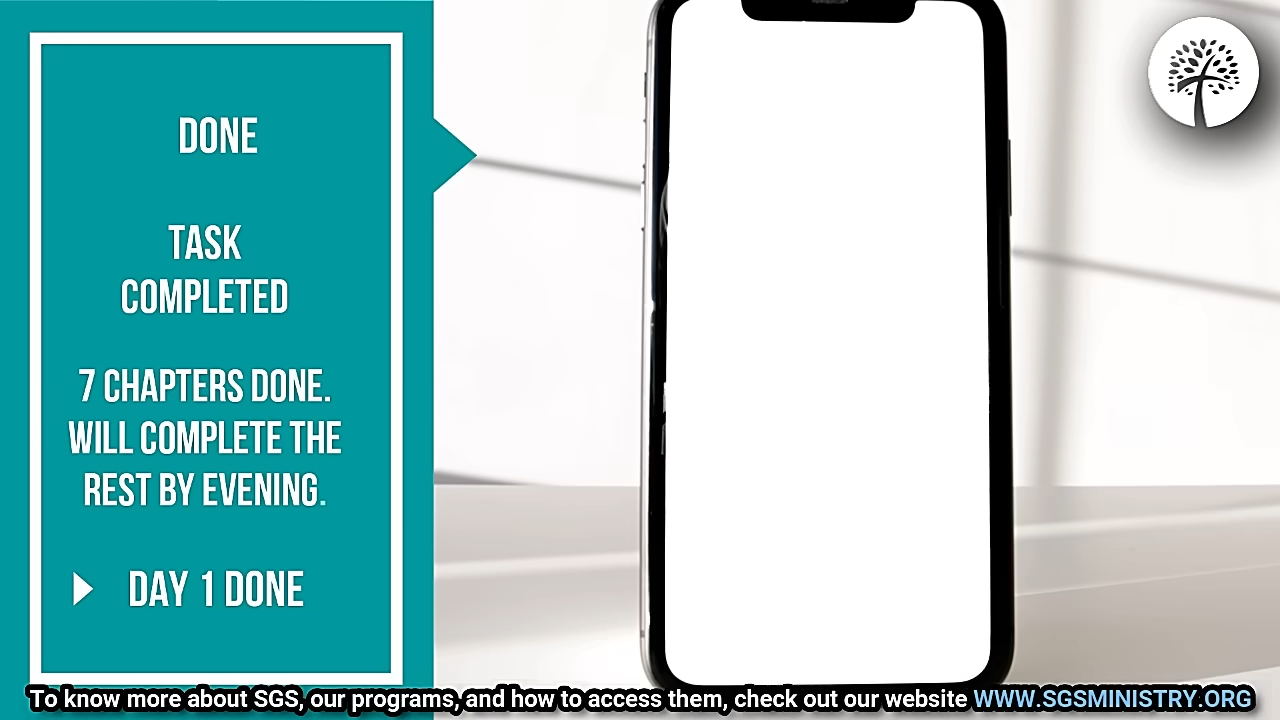 DONE
TASK
COMPLETED
7 CHAPTERS DONE.
WILL COMPLETE THE
REST BY EVENING.
DAY 1 DONE
To know more about SGS, our programs, and how to access them, check out our website WWW.SGSMINISTRY.ORG